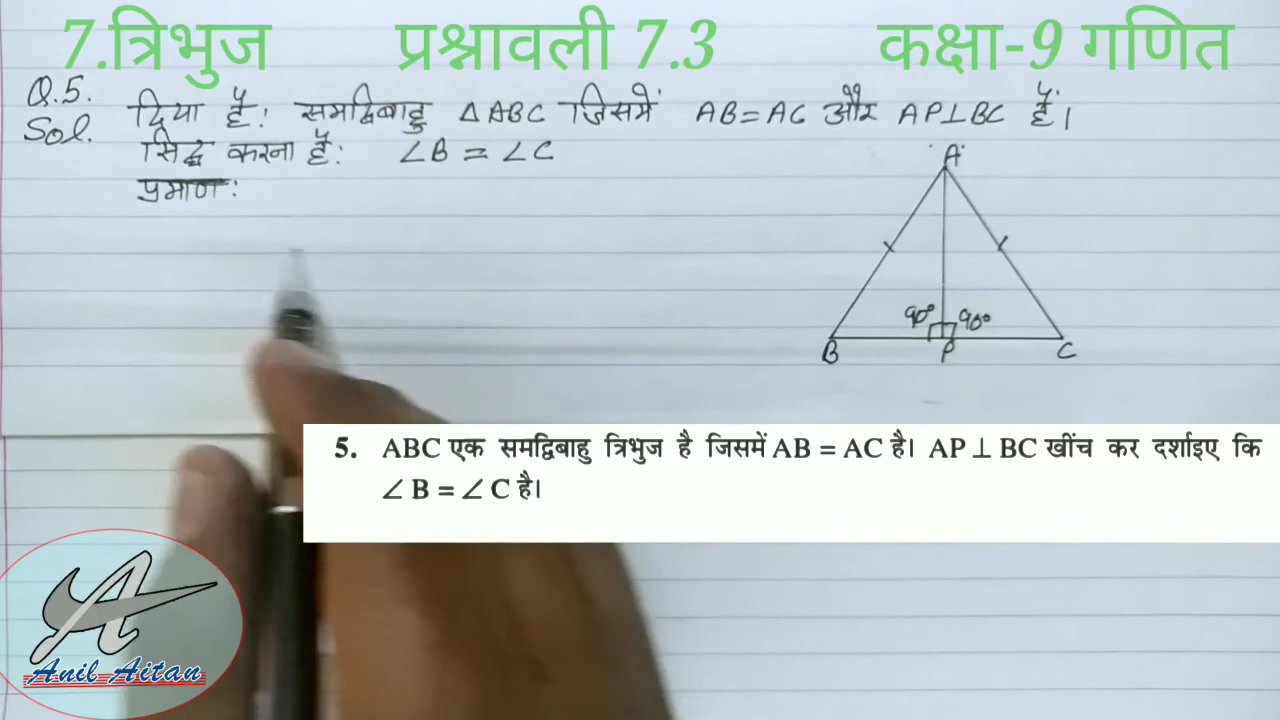 7.त्रिभुज प्रश्नावली 7.3 कक्षा-9 गणित
Q.5.
Sol. दिया है: समद्विबाहु △ABC जिसमें AB=AC और AP⊥BC हैं।
सिद्ध करना है: ∠B = ∠C
प्रमाण:
A
90° 90°
B P C
5. ABC एक समद्विबाहु त्रिभुज है जिसमें AB = AC है। AP ⊥ BC खींच कर दर्शाइए कि
∠ B = ∠ C है।
A
Anil Aitan